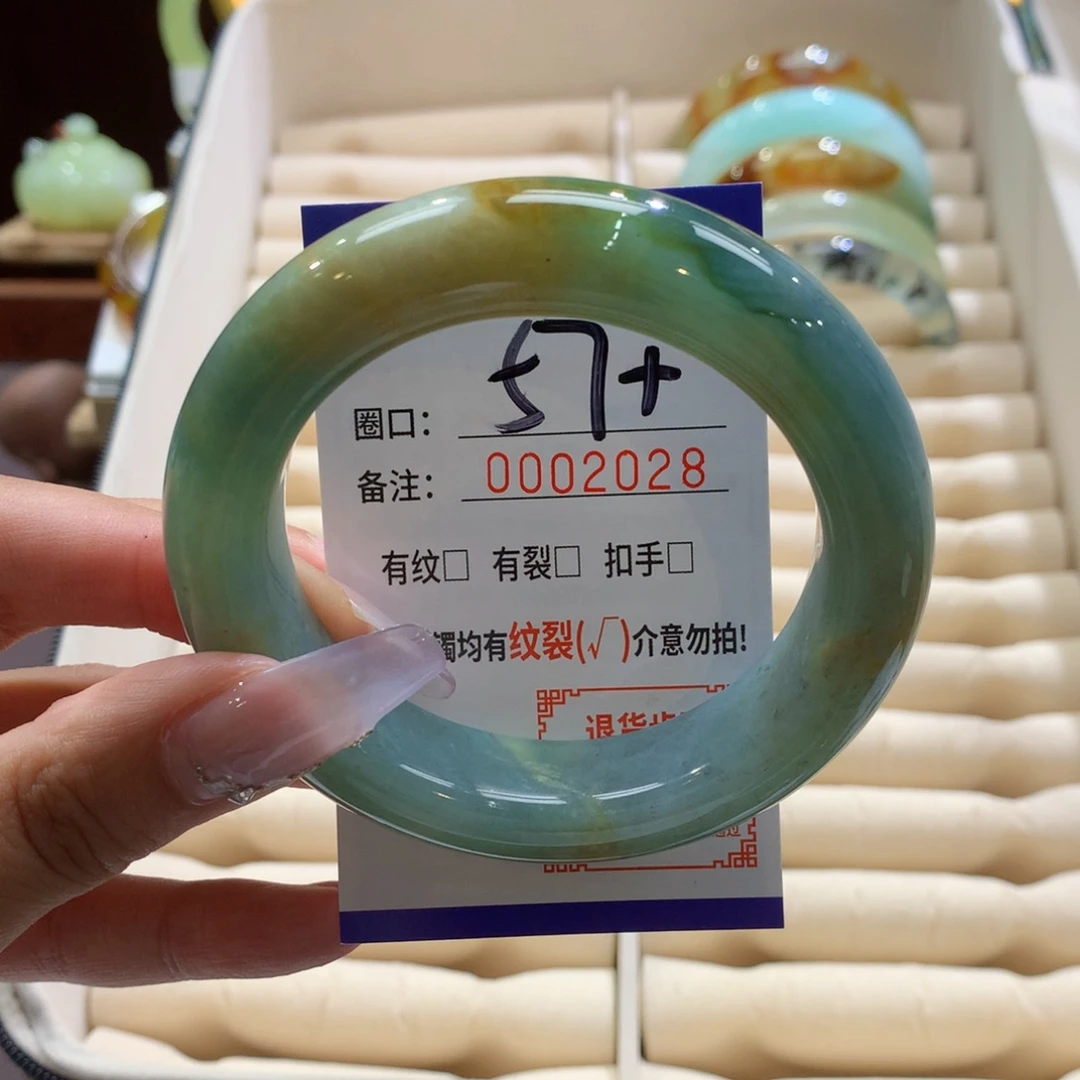 圈口: 57+
备注: 0002028
有纹□ 有裂□ 扣手□
镯均有纹裂(√)介意勿拍!
退货